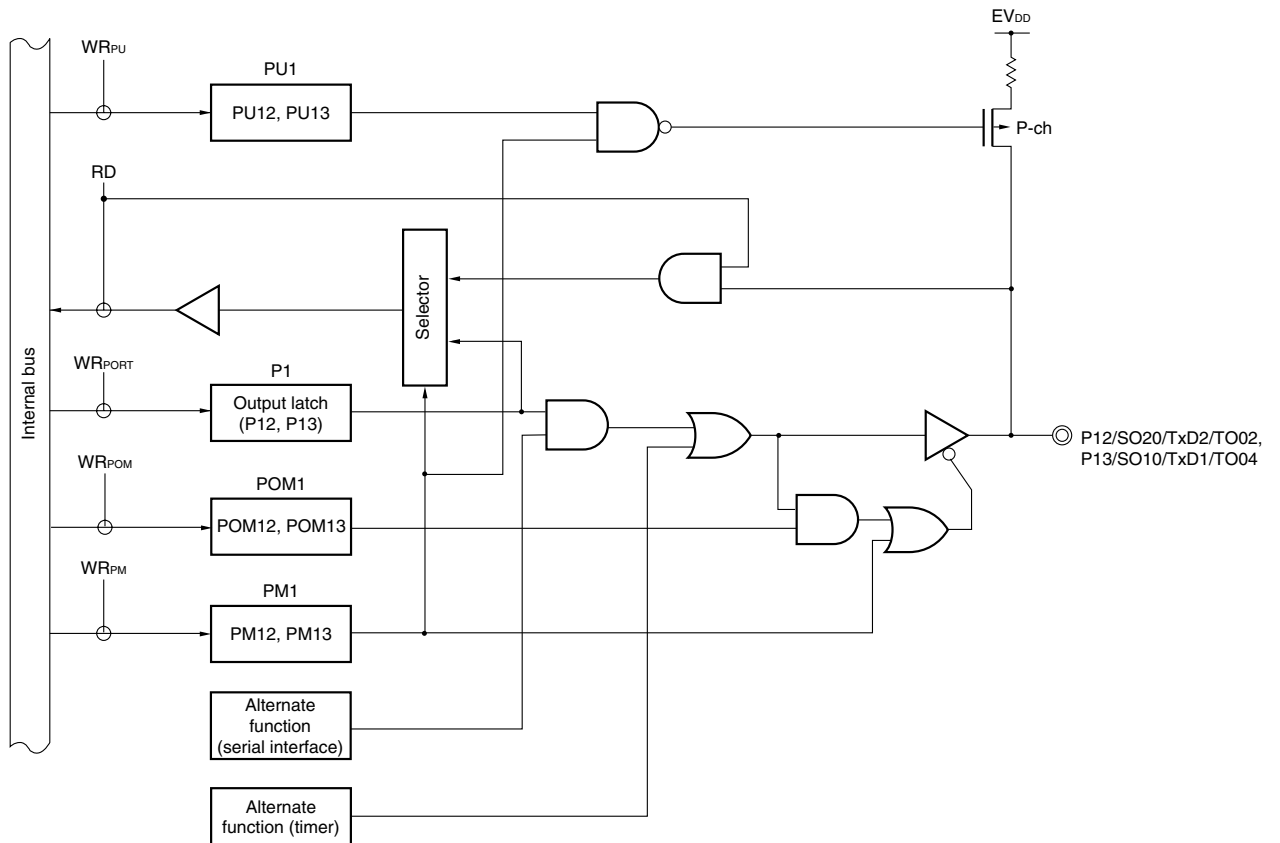 EVDD
WRPU
PU1
PU12, PU13
P-ch
RD
Selector
Internal bus
WRPORT
P1
Output latch
(P12, P13)
P12/SO20/TxD2/TO02,
P13/SO10/TxD1/TO04
WRPOM
POM1
POM12, POM13
WRPM
PM1
PM12, PM13
Alternate
function
(serial interface)
Alternate
function (timer)